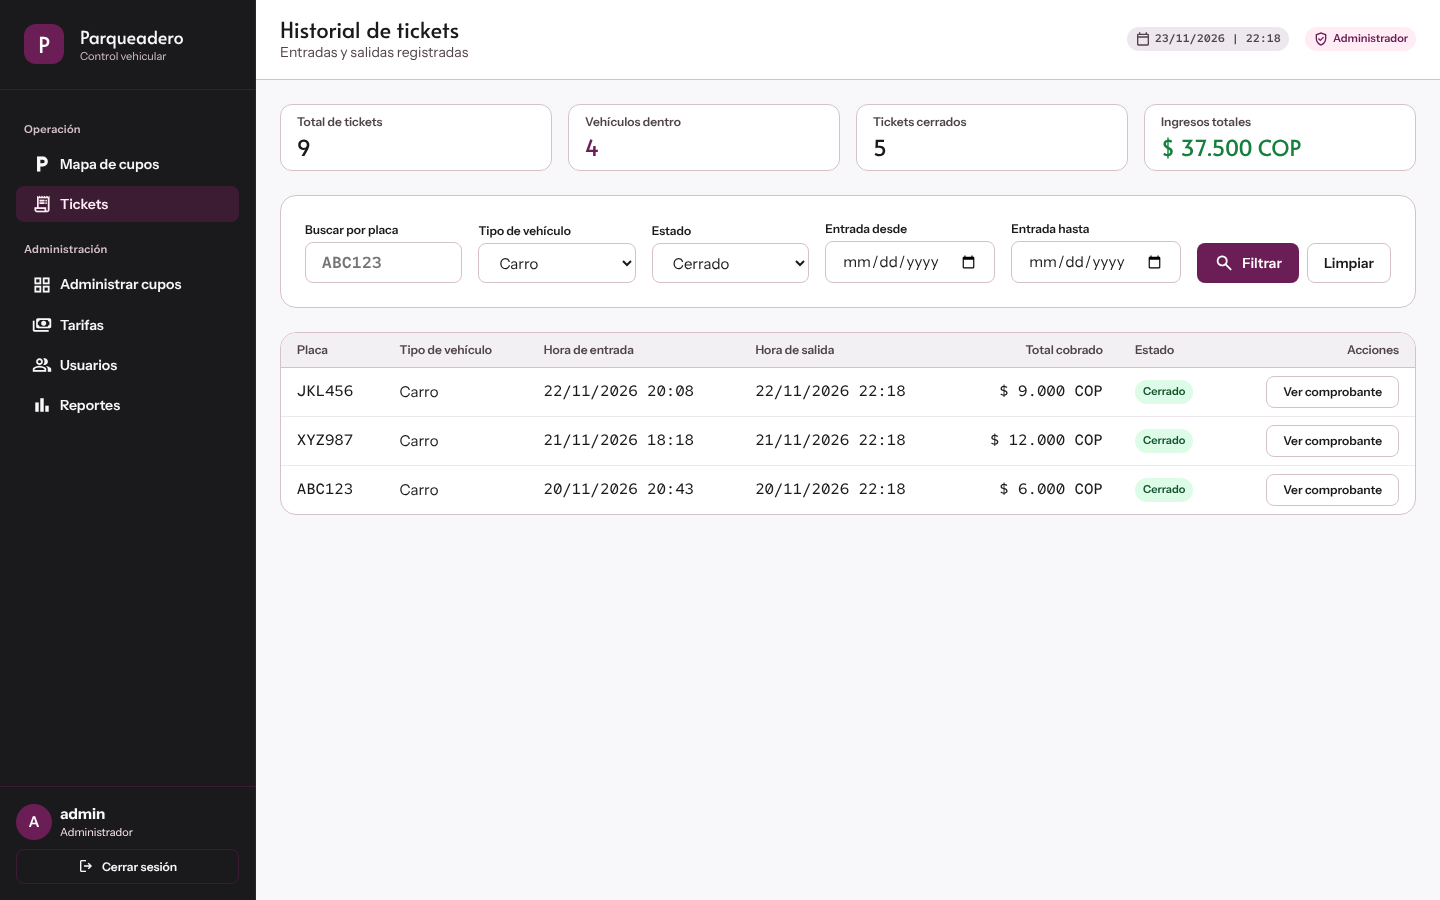 P
Parqueadero
Control vehicular
Operación
P Mapa de cupos
Tickets
Administración
Administrar cupos
Tarifas
Usuarios
Reportes
A
admin
Administrador
Cerrar sesión
Historial de tickets
Entradas y salidas registradas
23/11/2026 | 22:18
Administrador
Total de tickets
9
Vehículos dentro
4
Tickets cerrados
5
Ingresos totales
$ 37.500 COP
Buscar por placa
ABC123
Tipo de vehículo
Carro
Estado
Cerrado
Entrada desde
mm/dd/yyyy
Entrada hasta
mm/dd/yyyy
Filtrar
Limpiar
Placa Tipo de vehículo Hora de entrada Hora de salida Total cobrado Estado Acciones
JKL456 Carro 22/11/2026 20:08 22/11/2026 22:18 $ 9.000 COP Cerrado Ver comprobante
XYZ987 Carro 21/11/2026 18:18 21/11/2026 22:18 $ 12.000 COP Cerrado Ver comprobante
ABC123 Carro 20/11/2026 20:43 20/11/2026 22:18 $ 6.000 COP Cerrado Ver comprobante